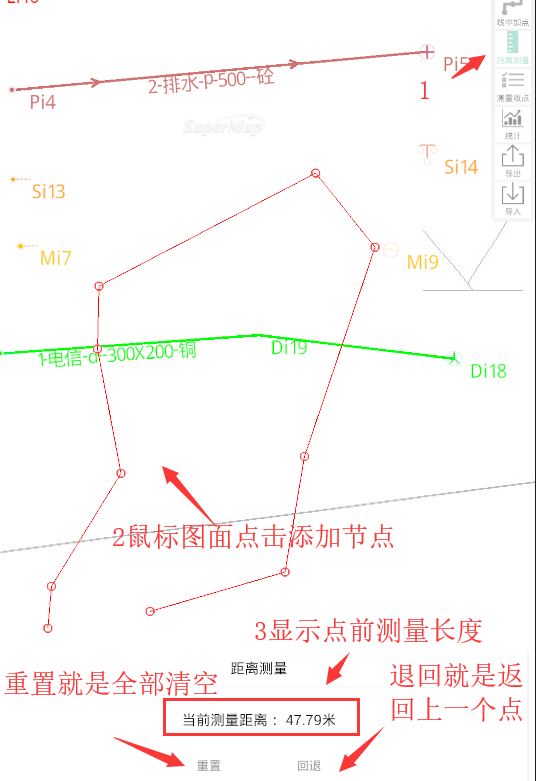 线中加点
Pi5
距离测量
1
2-排水-p-500--砼
Pi4
测量收点
SuperMap
统计
Si14
导出
Si13
导入
Mi7
Mi9
1-电信-d-300X200-铜
Di19
Di18
2鼠标图面点击添加节点
3显示点前测量长度
距离测量
重置就是全部清空
退回就是返
回上一个点
当前测量距离： 47.79米
重置
回退